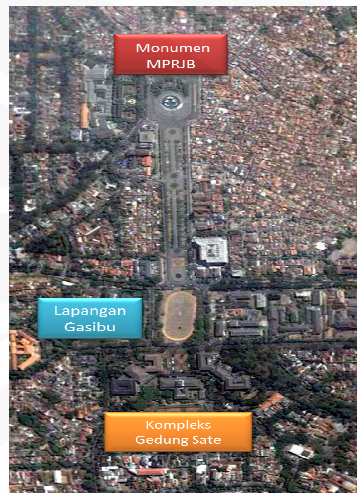 Monumen
MPRJB
Lapangan
Gasibu
Kompleks
Gedung Sate